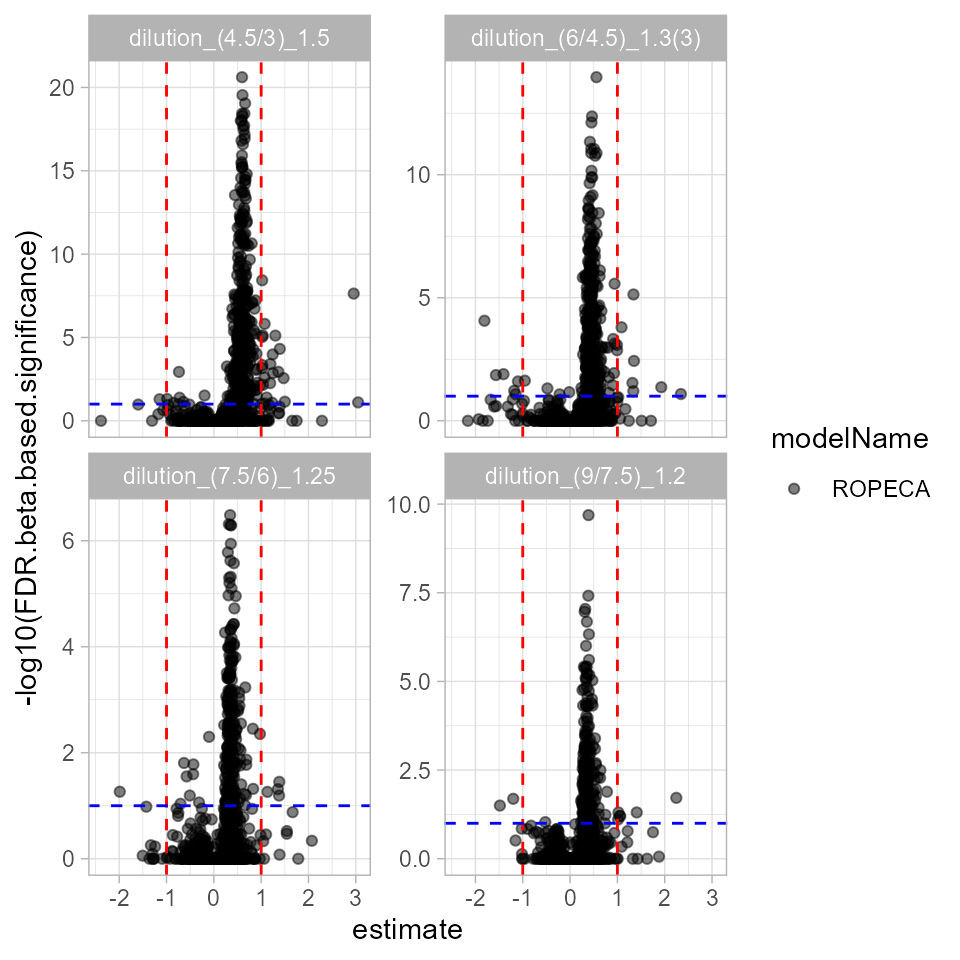 dilution_(4.5/3)_1.5
dilution_(6/4.5)_1.3(3)
20
15
10
5
0
10
5
0
dilution_(7.5/6)_1.25
dilution_(9/7.5)_1.2
6
4
2
0
10.0
7.5
5.0
2.5
0.0
-2 -1 0 1 2 3
-2 -1 0 1 2 3
estimate
-log10(FDR.beta.based.significance)
modelName
ROPECA